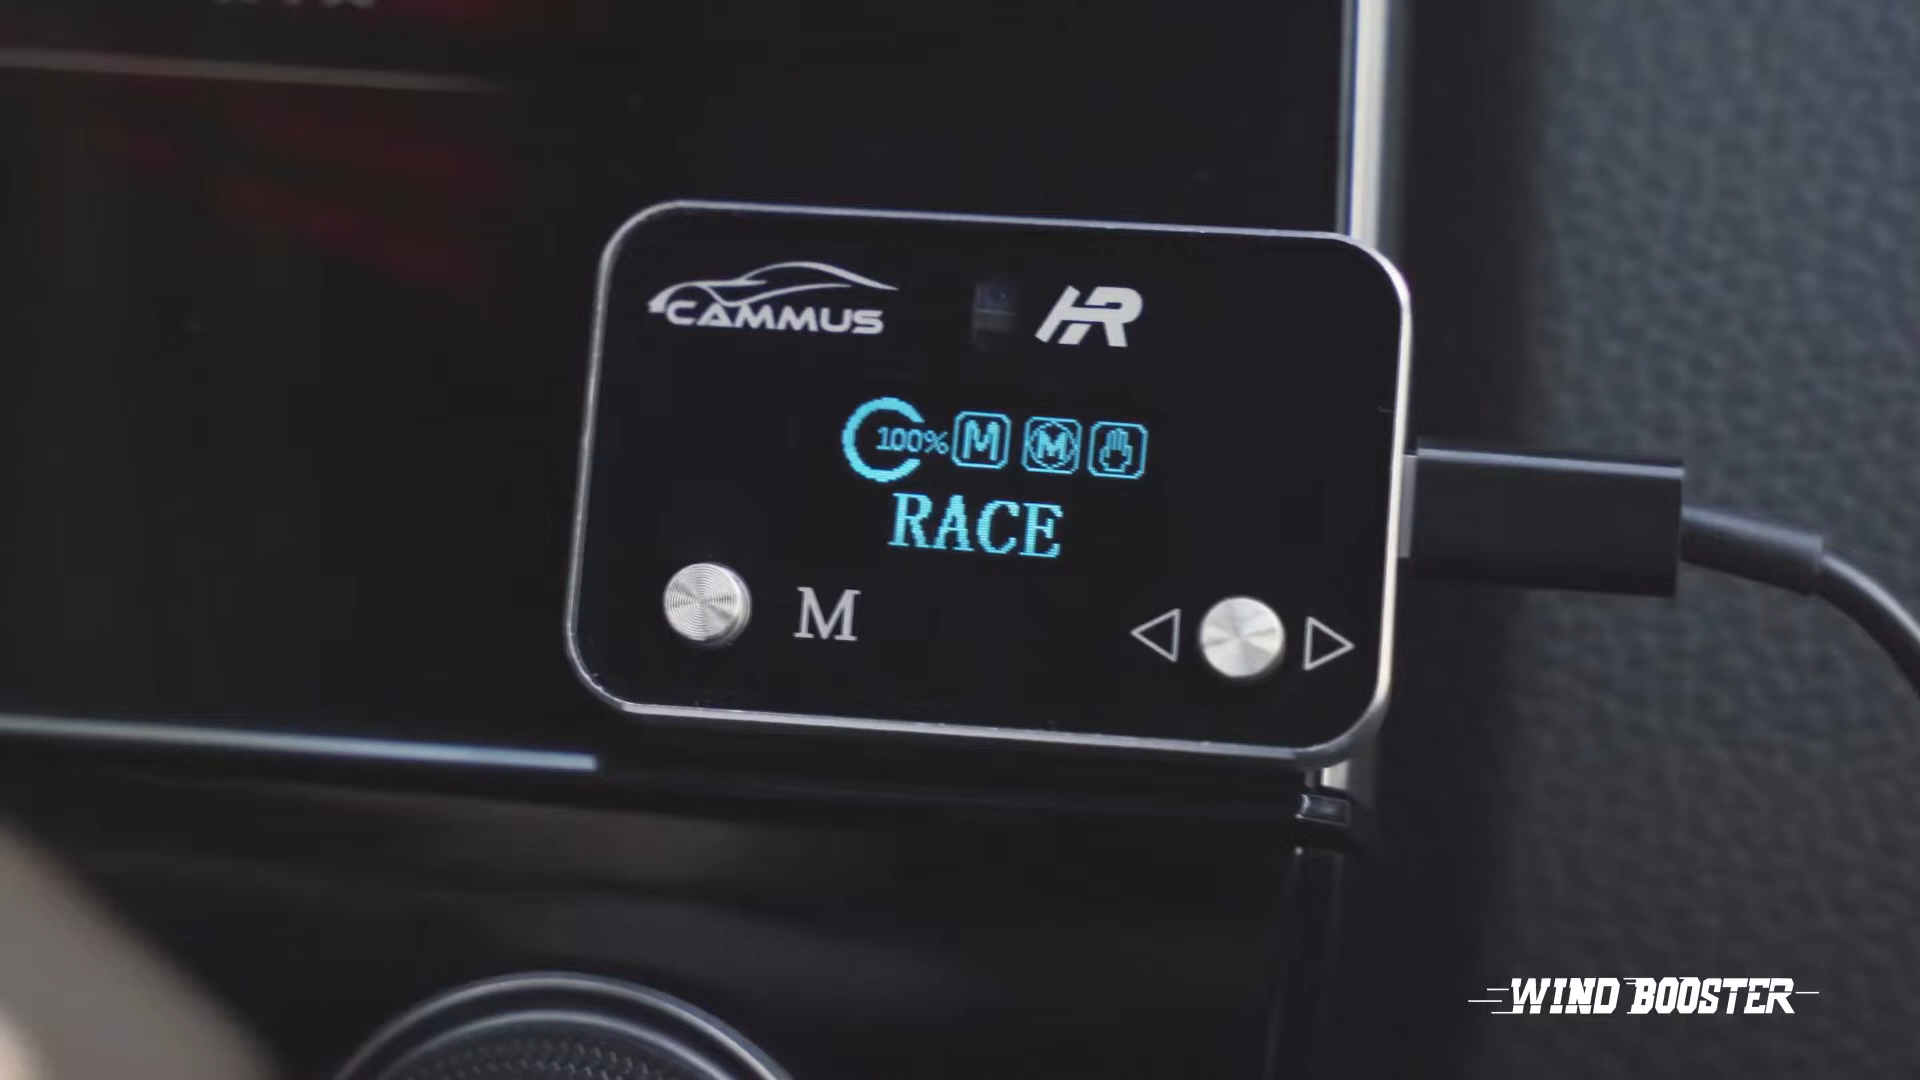 CAMMUS
HR
100% M M
RACE
M
WIND BOOSTER